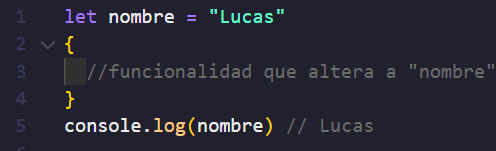 1 let nombre = "Lucas"
2 {
3 //funcionalidad que altera a "nombre"
4 }
5 console.log(nombre) // Lucas